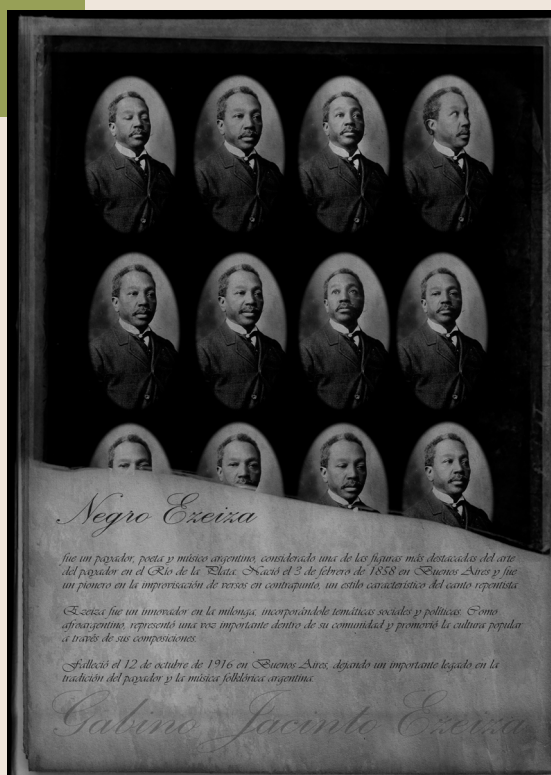 Negro Ezeiza
fue un payador, poeta y músico argentino, considerado una de las figuras más destacadas del arte
del payador en el Río de la Plata. Nació el 3 de febrero de 1858 en Buenos Aires y fue
un pionero en la improvisación de versos en contrapunto, un estilo característico del canto repentista.
Ezeiza fue un innovador en la milonga, incorporándole temáticas sociales y políticas. Como
afroargentino, representó una voz importante dentro de su comunidad y promovió la cultura popular
a través de sus composiciones.
Falleció el 12 de octubre de 1916 en Buenos Aires, dejando un importante legado en la
tradición del payador y la música folklórica argentina.
Gabino Jacinto Ezeiza